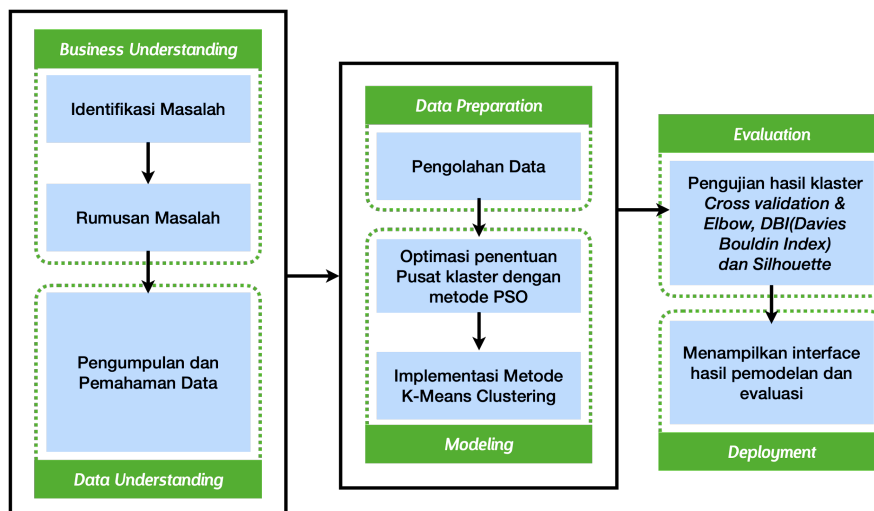 Business Understanding
Identifikasi Masalah
Rumusan Masalah
Pengumpulan dan
Pemahaman Data
Data Understanding
Data Preparation
Pengolahan Data
Optimasi penentuan
Pusat klaster dengan
metode PSO
Implementasi Metode
K-Means Clustering
Modeling
Evaluation
Pengujian hasil klaster
Cross validation &
Elbow, DBI(Davies
Bouldin Index)
dan Silhouette
Menampilkan interface
hasil pemodelan dan
evaluasi
Deployment